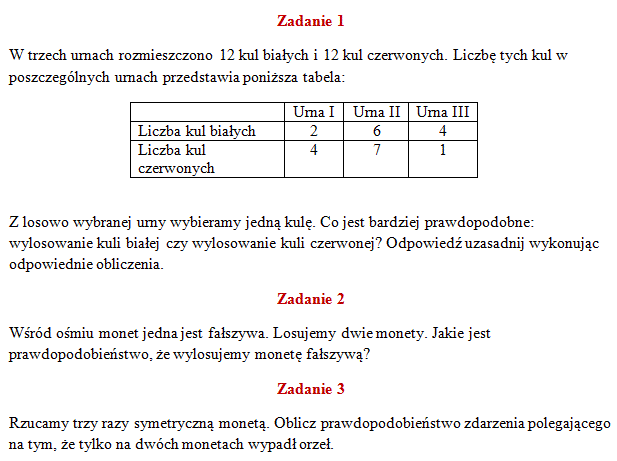 Zadanie 1
W trzech urnach rozmieszczono 12 kul białych i 12 kul czerwonych. Liczbę tych kul w
poszczególnych urnach przedstawia poniższa tabela:
Urna I Urna II Urna III
Liczba kul białych 2 6 4
Liczba kul 4 7 1
czerwonych
Z losowo wybranej urny wybieramy jedną kulę. Co jest bardziej prawdopodobne:
wylosowanie kuli białej czy wylosowanie kuli czerwonej? Odpowiedź uzasadnij wykonując
odpowiednie obliczenia.
Zadanie 2
Wśród ośmiu monet jedna jest fałszywa. Losujemy dwie monety. Jakie jest
prawdopodobieństwo, że wylosujemy monetę fałszywą?
Zadanie 3
Rzucamy trzy razy symetryczną monetą. Oblicz prawdopodobieństwo zdarzenia polegającego
na tym, że tylko na dwóch monetach wypadł orzeł.